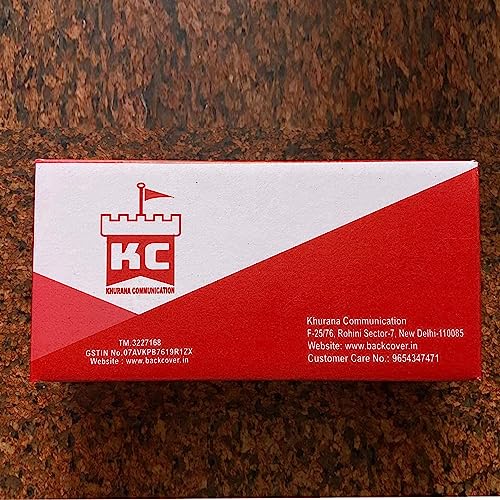 KC
KHURANA COMMUNICATION
TM.3227168
GSTIN No.07AVKPB7619R1ZX
Website : www.backcover.in
Khurana Communication
F-25/76, Rohini Sector-7, New Delhi-110085
Website: www.backcover.in
Customer Care No.: 9654347471